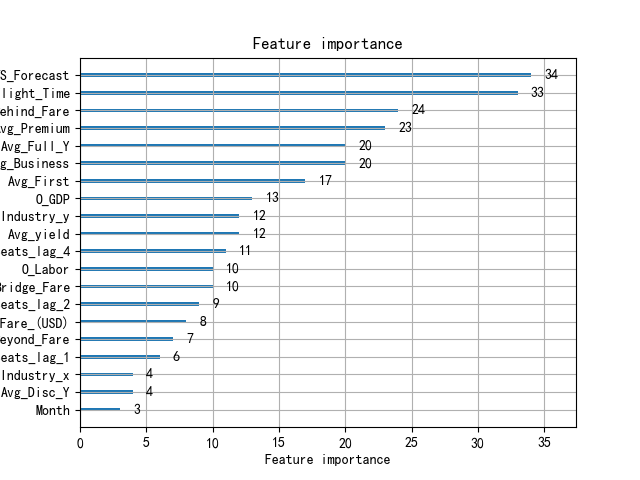 Feature importance
S_Forecast 34
light_Time 33
ehind_Fare 24
vg_Premium 23
Avg_Full_Y 20
g_Business 20
Avg_First 17
O_GDP 13
Industry_y 12
Avg_yield 12
eats_lag_4 11
O_Labor 10
Bridge_Fare 10
eats_lag_2 9
Fare_(USD) 8
eyond_Fare 7
eats_lag_1 6
Industry_x 4
Avg_Disc_Y 4
Month 3
0 5 10 15 20 25 30 35
Feature importance